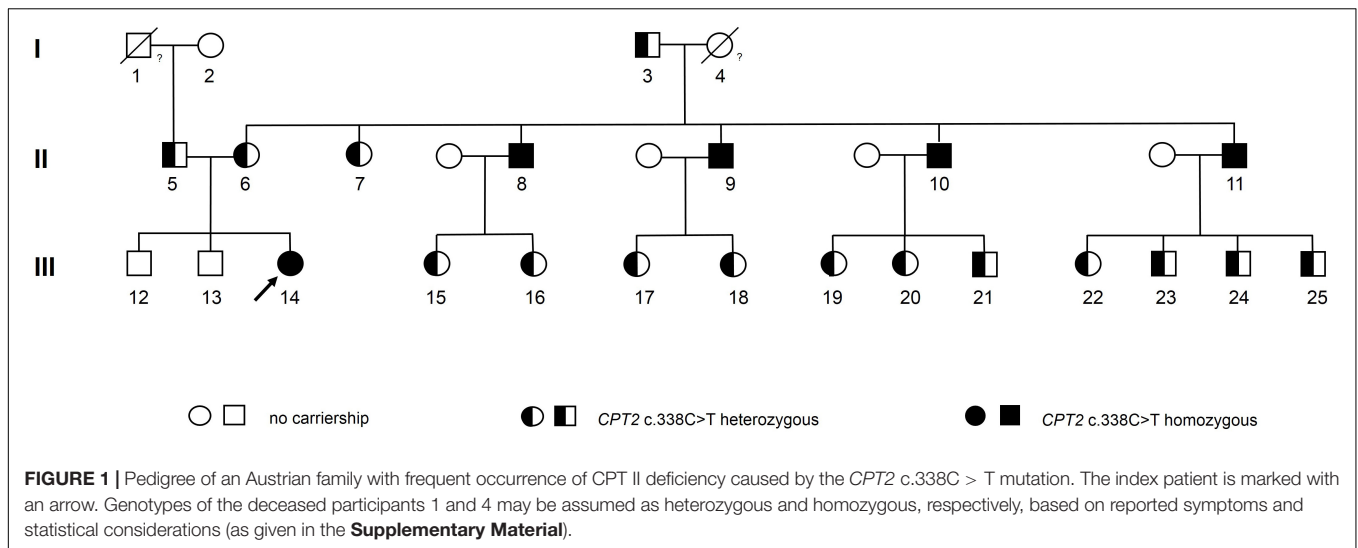 I
1 ? 2 3 4 ?
II
5 6 7 8 9 10 11
III
12 13 14 15 16 17 18 19 20 21 22 23 24 25
no carriership CPT2 c.338C>T heterozygous CPT2 c.338C>T homozygous
FIGURE 1 | Pedigree of an Austrian family with frequent occurrence of CPT II deficiency caused by the CPT2 c.338C > T mutation. The index patient is marked with
an arrow. Genotypes of the deceased participants 1 and 4 may be assumed as heterozygous and homozygous, respectively, based on reported symptoms and
statistical considerations (as given in the Supplementary Material).